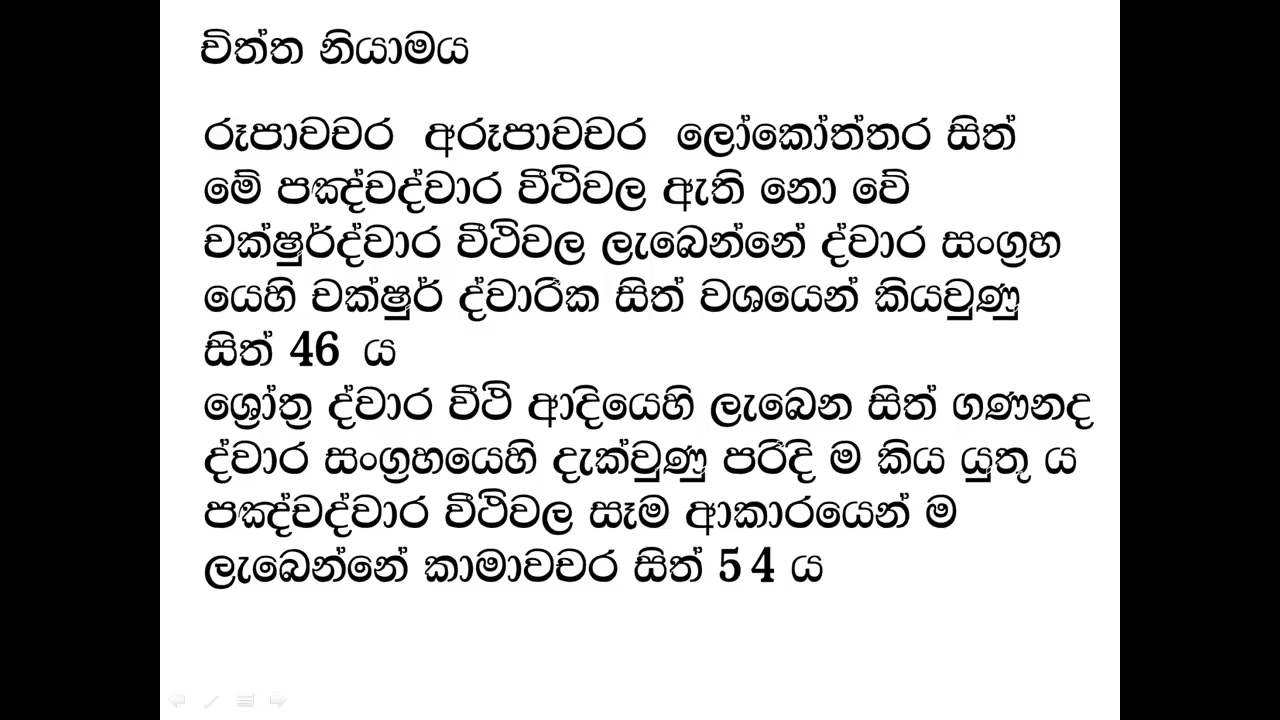 චිත්ත නියාමය
රූපාවචර අරූපාවචර ලෝකෝත්තර සිත්
මේ පඤ්චද්වාර වීථිවල ඇති නො වේ
චක්ෂුර්ද්වාර වීථිවල ලැබෙන්නේ ද්වාර සංග්‍රහ
යෙහි චක්ෂුර් ද්වාරික සිත් වශයෙන් කියවුණු
සිත් 46 ය
ශ්‍රෝත්‍ර ද්වාර වීථි ආදියෙහි ලැබෙන සිත් ගණනද
ද්වාර සංග්‍රහයෙහි දැක්වුණු පරිදි ම කිය යුතු ය
පඤ්චද්වාර වීථිවල සෑම ආකාරයෙන් ම
ලැබෙන්නේ කාමාවචර සිත් 54 ය